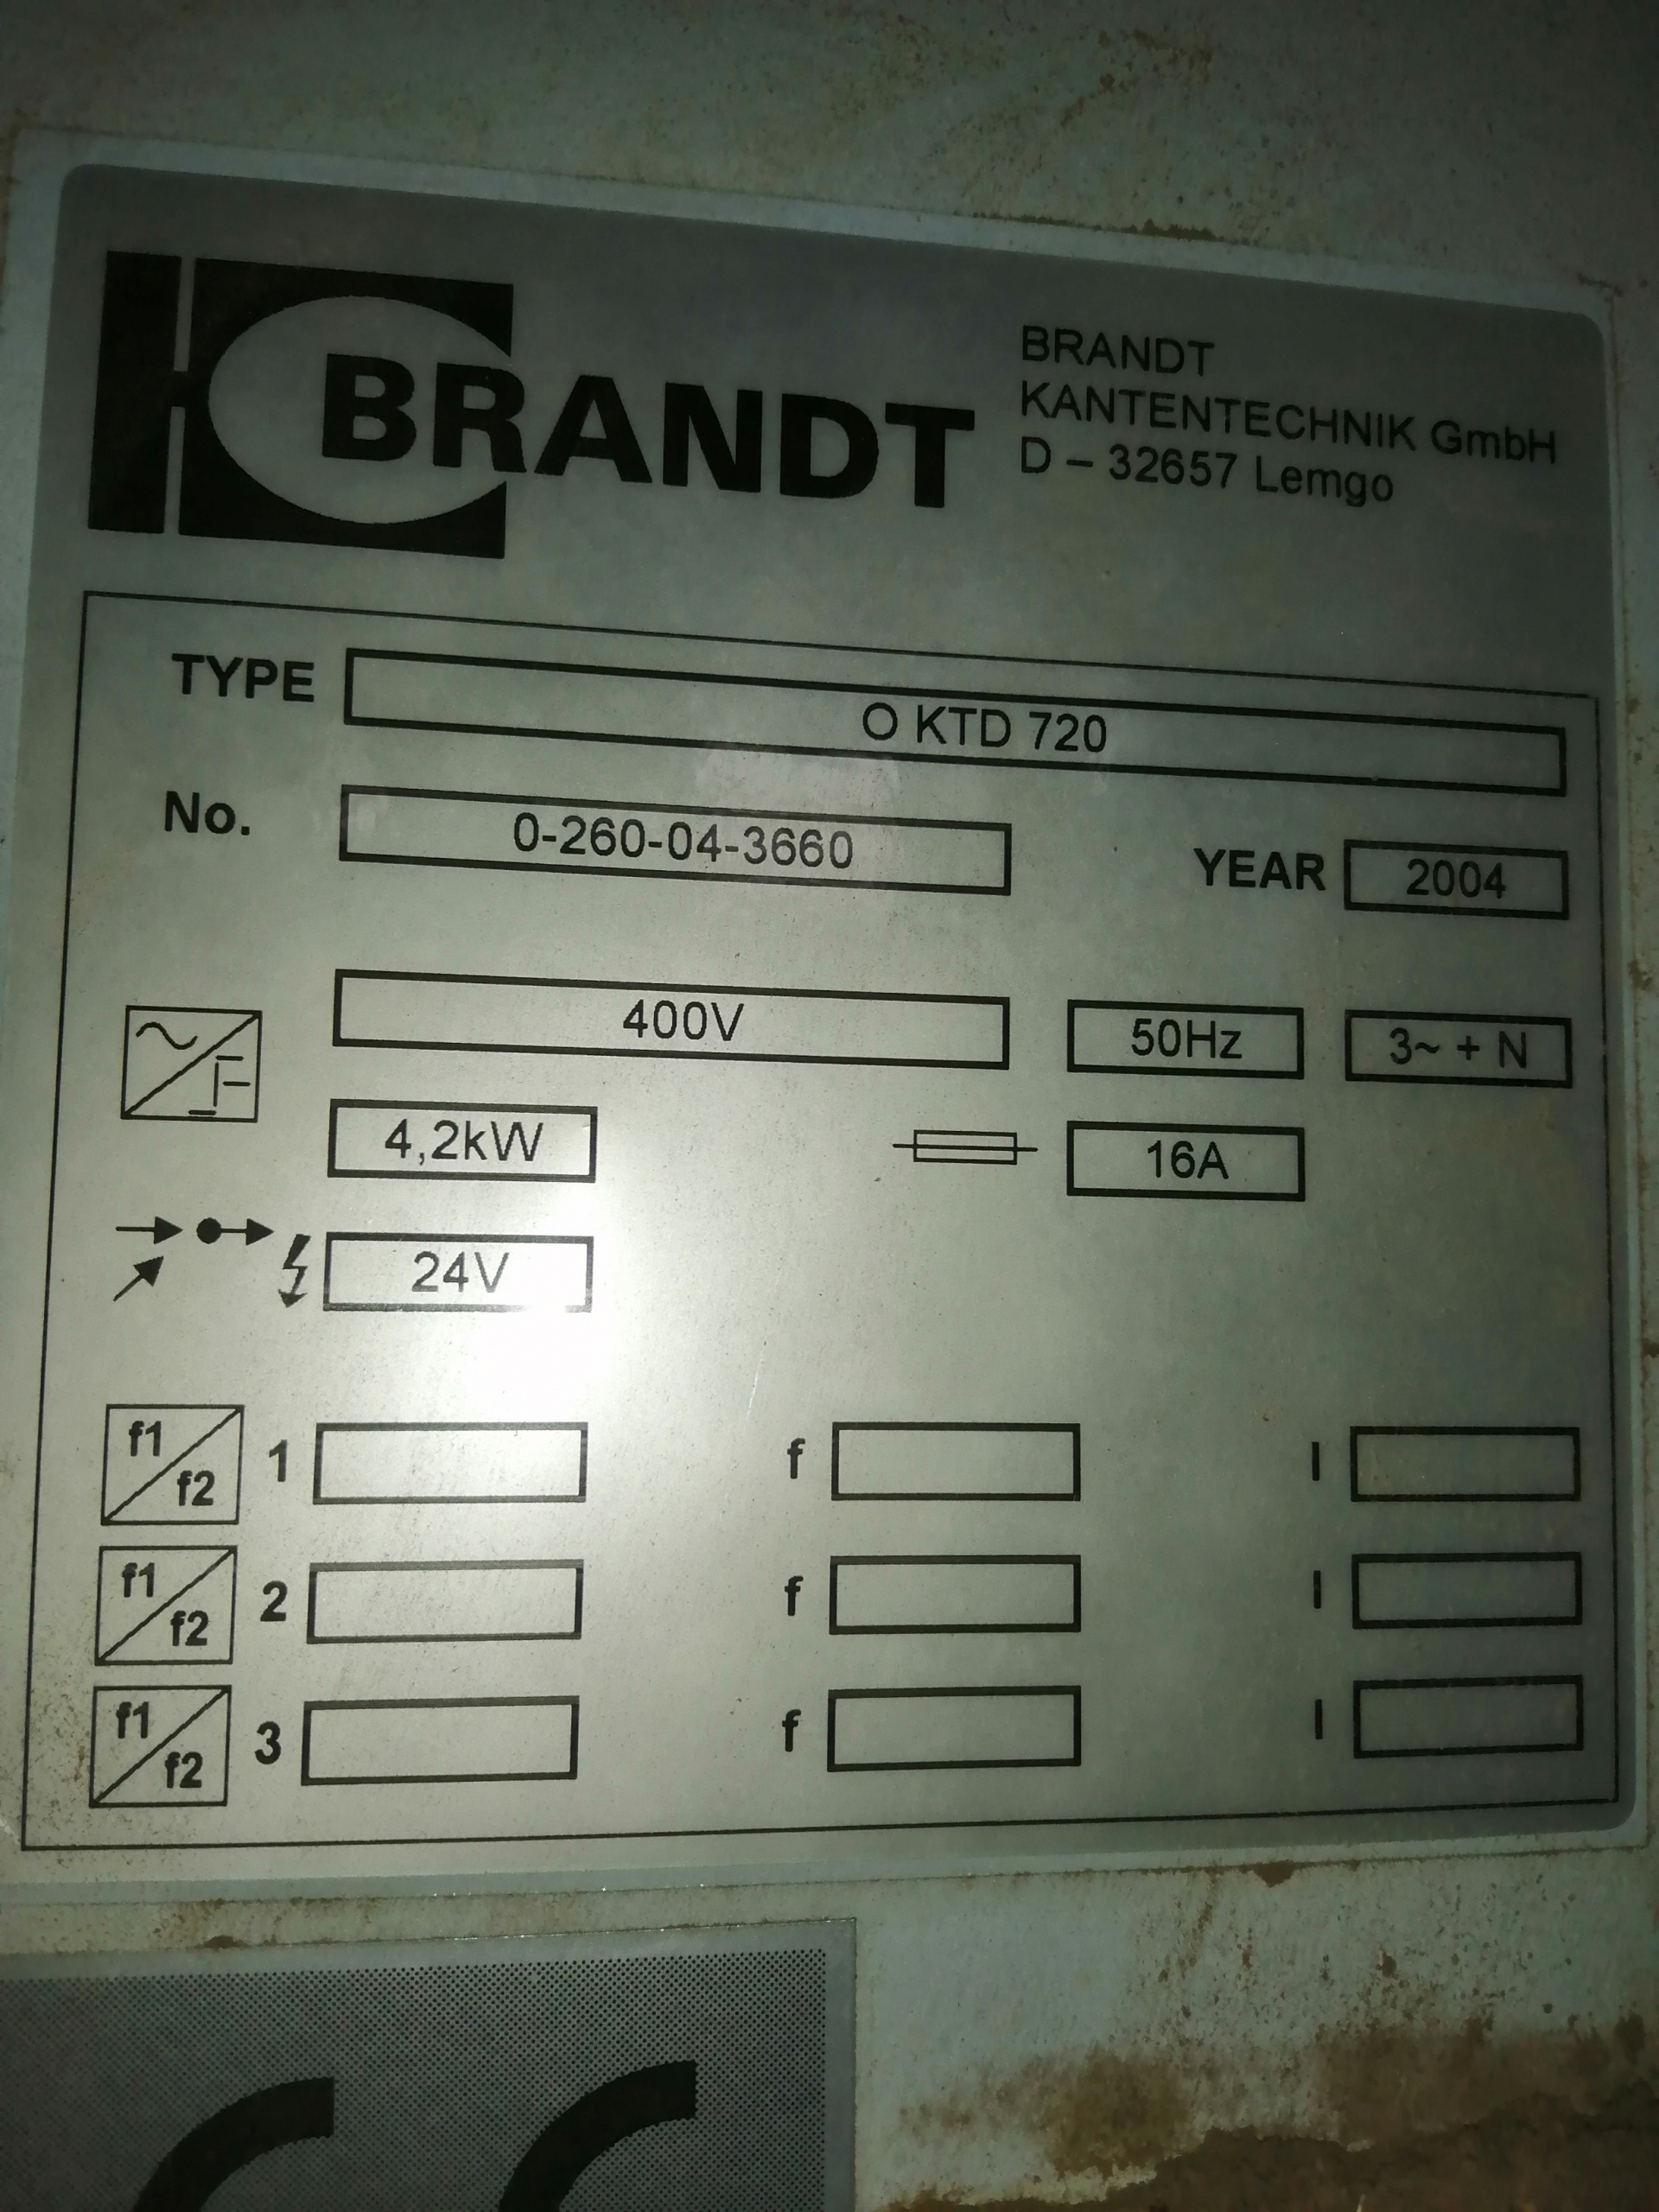 BRANDT
BRANDT
KANTENTECHNIK GmbH
D – 32657 Lemgo
TYPE O KTD 720
No. 0-260-04-3660 YEAR 2004
400V 50Hz 3~ + N
4,2kW 16A
24V
f1 f2 1 f I
f1 f2 2 f I
f1 f2 3 f I
CE